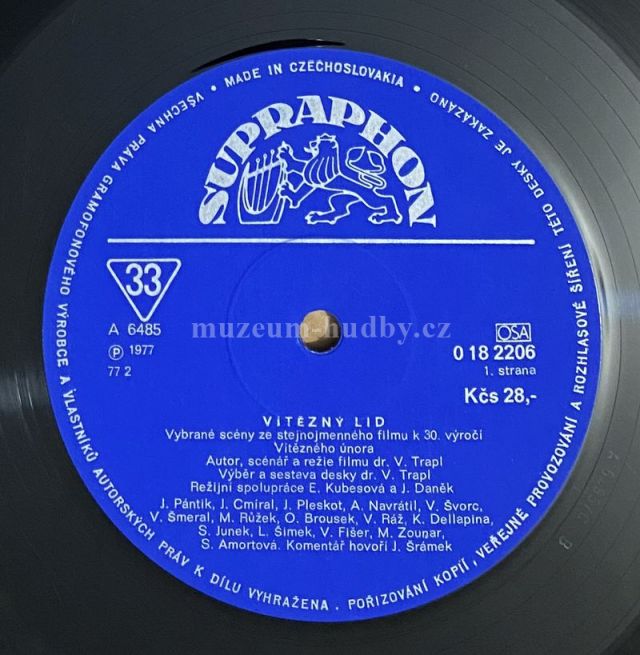 MADE IN CZECHOSLOVAKIA
VŠECHNA PRÁVA GRAMOFONOVÉHO VÝROBCE A VLASTNÍKŮ AUTORSKÝCH PRÁV K DÍLU VYHRAŽENA. POŘIZOVÁNÍ KOPIÍ, VEŘEJNÉ PROVOZOVÁNÍ A ROZHLASOVÉ ŠÍŘENÍ TÉTO DESKY JE ZAKÁZÁNO
SUPRAPHON
33
A 6485
Ⓟ 1977
77 2
muzeum-hudby.cz
OSA
0 18 2206
1. strana
Kčs 28,-
VÍTĚZNÝ LID
Vybrané scény ze stejnojmenného filmu k 30. výročí
Vítězného února
Autor, scénář a režie filmu dr. V. Trapl
Výběr a sestava desky dr. V. Trapl
Režijní spolupráce E. Kubesová a J. Daněk
J. Pántik, J. Cmíral, J. Pleskot, A. Navrátil, V. Švorc,
V. Šmeral, M. Růžek, O. Brousek, V. Ráž, K. Dellapina,
S. Junek, L. Šimek, V. Fišer, M. Zounar,
S. Amortová. Komentář hovoří J. Šrámek